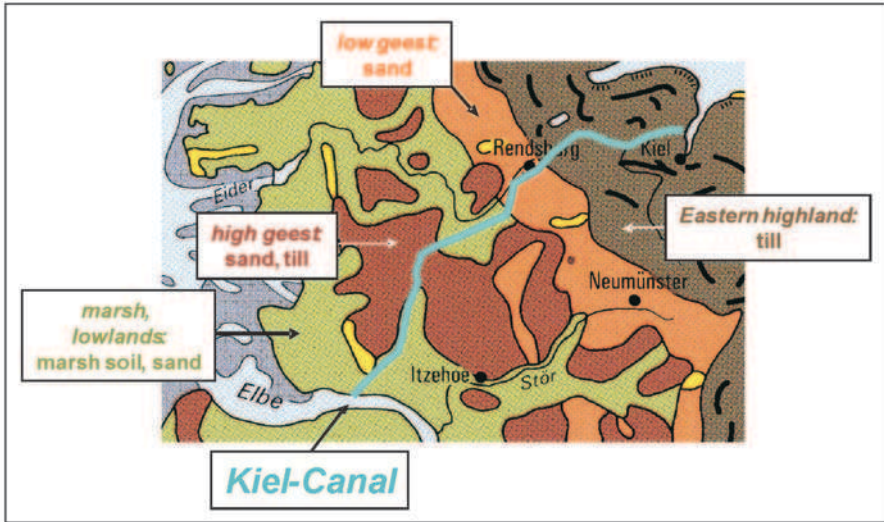 low geest:
sand
Rendsburg
Kiel
Eider
high geest:
sand, till
Eastern highland:
till
Neumünster
marsh,
lowlands:
marsh soil, sand
Itzehoe
Stör
Elbe
Kiel-Canal